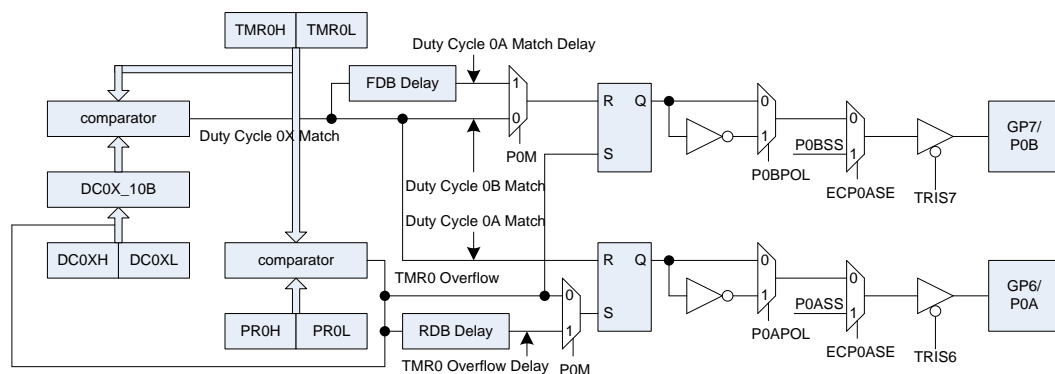 TMR0H TMR0L
Duty Cycle 0A Match Delay
FDB Delay
1
0
P0M
comparator
Duty Cycle 0X Match
R Q
S
0
1
P0BPOL
P0BSS
0
1
ECP0ASE
TRIS7
GP7/
P0B
DC0X_10B
Duty Cycle 0B Match
Duty Cycle 0A Match
DC0XH DC0XL
comparator
TMR0 Overflow
R Q
S
0
1
P0APOL
P0ASS
0
1
ECP0ASE
TRIS6
GP6/
P0A
PR0H PR0L
RDB Delay
0
1
P0M
TMR0 Overflow Delay